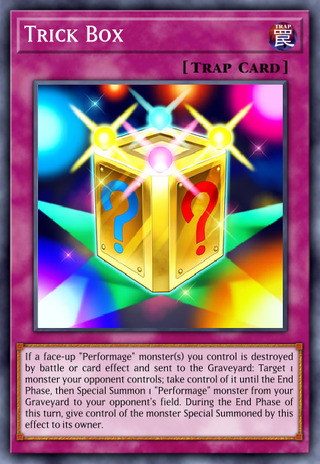 Trick Box
TRAP
罠
[Trap Card]
? ?
If a face-up "Performage" monster(s) you control is destroyed
by battle or card effect and sent to the Graveyard: Target 1
monster your opponent controls; take control of it until the End
Phase, then Special Summon 1 "Performage" monster from your
Graveyard to your opponent's field. During the End Phase of
this turn, give control of the monster Special Summoned by this
effect to its owner.